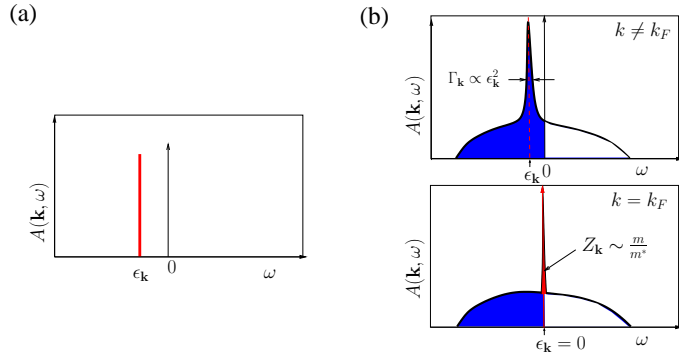 (a)
A(k, ω)
ϵ_k
0
ω
(b)
k ≠ k_F
Γ_k ∝ ϵ_k^2
A(k, ω)
ϵ_k 0
ω
k = k_F
Z_k ∼ m/m*
A(k, ω)
ϵ_k = 0
ω